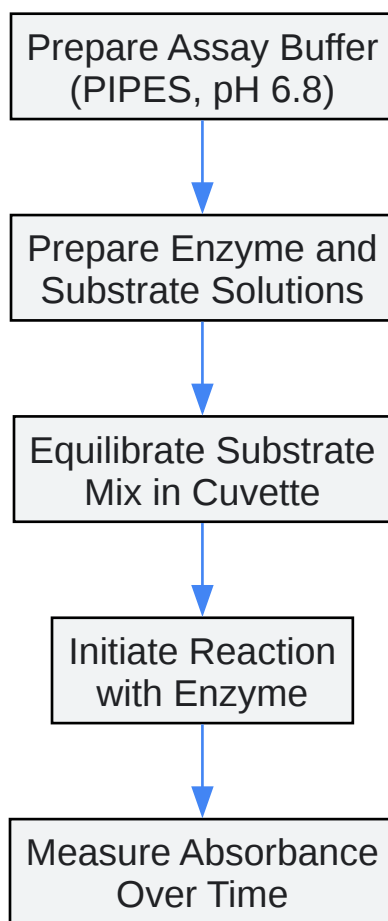 Prepare Assay Buffer
(PIPES, pH 6.8)
Prepare Enzyme and
Substrate Solutions
Equilibrate Substrate
Mix in Cuvette
Initiate Reaction
with Enzyme
Measure Absorbance
Over Time